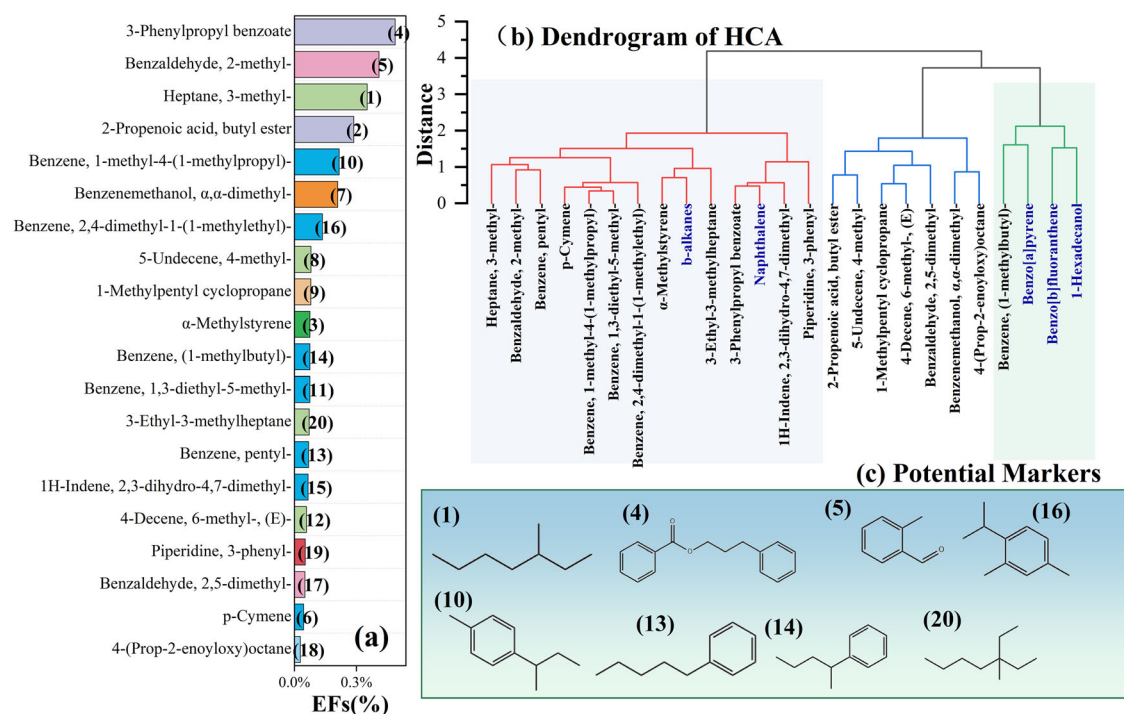 3-Phenylpropyl benzoate (4)
Benzaldehyde, 2-methyl- (5)
Heptane, 3-methyl- (1)
2-Propenoic acid, butyl ester (2)
Benzene, 1-methyl-4-(1-methylpropyl)- (10)
Benzenemethanol, α,α-dimethyl- (7)
Benzene, 2,4-dimethyl-1-(1-methylethyl)- (16)
5-Undecene, 4-methyl- (8)
1-Methylpentyl cyclopropane (9)
α-Methylstyrene (3)
Benzene, (1-methylbutyl)- (14)
Benzene, 1,3-diethyl-5-methyl- (11)
3-Ethyl-3-methylheptane (20)
Benzene, pentyl- (13)
1H-Indene, 2,3-dihydro-4,7-dimethyl- (15)
4-Decene, 6-methyl-, (E)- (12)
Piperidine, 3-phenyl- (19)
Benzaldehyde, 2,5-dimethyl- (17)
p-Cymene (6)
4-(Prop-2-enoyloxy)octane (18)
(a)
0.0% 0.3%
EFs(%)
(b) Dendrogram of HCA
Distance
5
4
3
2
1
0
Heptane, 3-methyl-
Benzaldehyde, 2-methyl-
Benzene, pentyl-
p-Cymene
Benzene, 1-methyl-4-(1-methylpropyl)
Benzene, 1,3-diethyl-5-methyl-
Benzene, 2,4-dimethyl-1-(1-methylethyl)
α-Methylstyrene
b-alkanes
3-Ethyl-3-methylheptane
3-Phenylpropyl benzoate
Naphthalene
1H-Indene, 2,3-dihydro-4,7-dimethyl-
Piperidine, 3-phenyl-
2-Propenoic acid, butyl ester
5-Undecene, 4-methyl-
1-Methylpentyl cyclopropane
4-Decene, 6-methyl-, (E)
Benzaldehyde, 2,5-dimethyl
Benzenemethanol, α,α-dimethyl-
4-(Prop-2-enoyloxy)octane
Benzene, (1-methylbutyl)
Benzo[a]pyrene
Benzo[b]fluoranthene
1-Hexadecanol
(c) Potential Markers
(1) (4) (5) (16)
O
O
O
(10) (13) (14) (20)